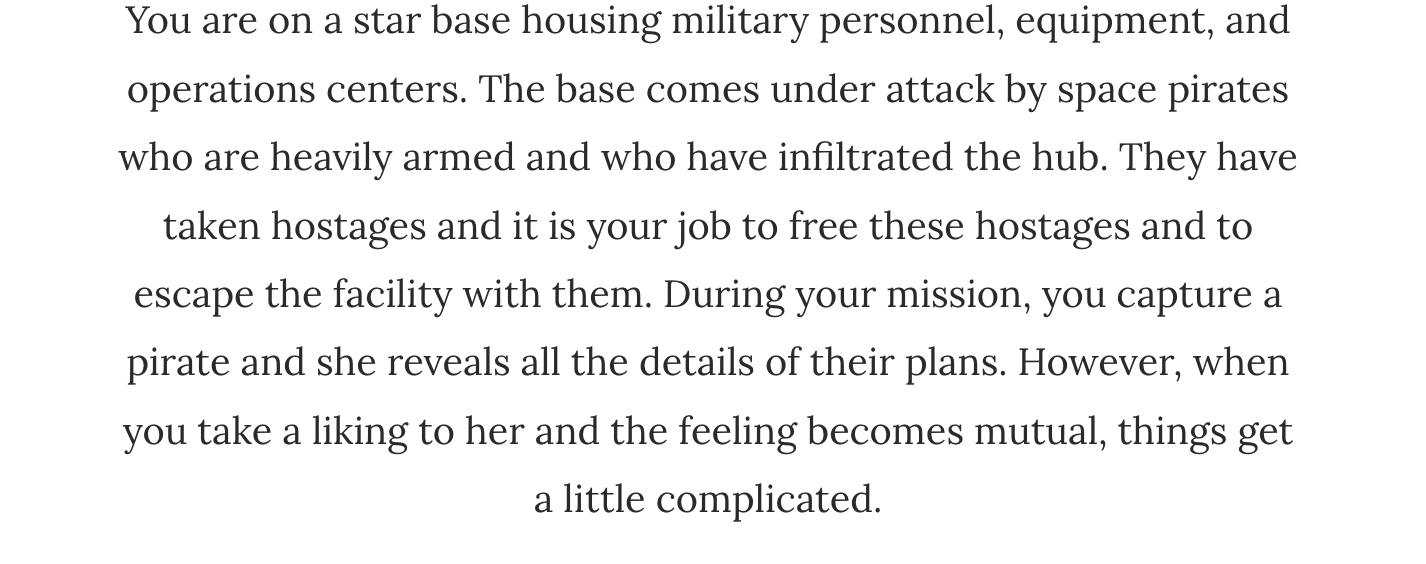 You are on a star base housing military personnel, equipment, and
operations centers. The base comes under attack by space pirates
who are heavily armed and who have infiltrated the hub. They have
taken hostages and it is your job to free these hostages and to
escape the facility with them. During your mission, you capture a
pirate and she reveals all the details of their plans. However, when
you take a liking to her and the feeling becomes mutual, things get
a little complicated.